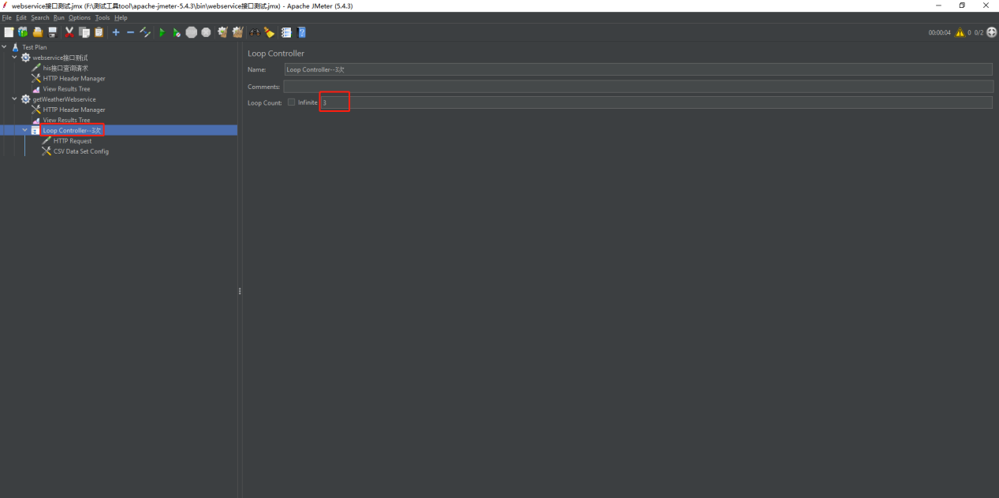 webservice接口测试.jmx (F:\测试工具tool\apache-jmeter-5.4.3\bin\webservice接口测试.jmx) - Apache JMeter (5.4.3)
File Edit Search Run Options Tools Help
00:00:04 0 0/2
Test Plan
webservice接口测试
his接口查询请求
HTTP Header Manager
View Results Tree
getWeatherWebservice
HTTP Header Manager
View Results Tree
Loop Controller--3次
HTTP Request
CSV Data Set Config
Loop Controller
Name: Loop Controller--3次
Comments:
Loop Count: Infinite 3